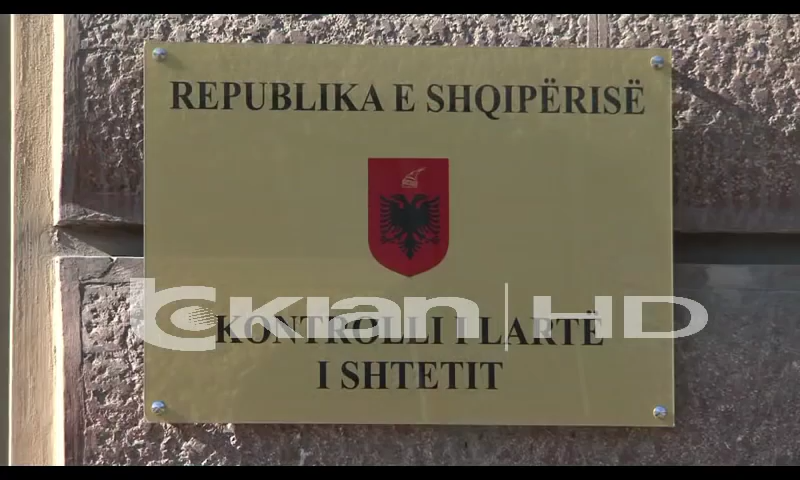 REPUBLIKA E SHQIPËRISË
KONTROLLI I LARTË
I SHTETIT
klan HD